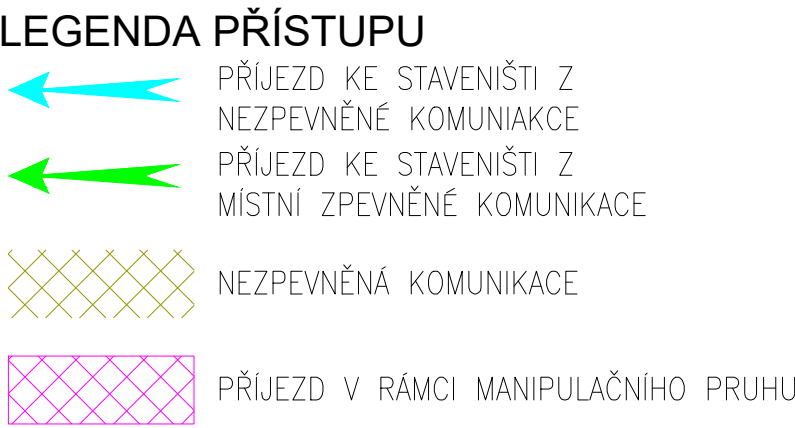 LEGENDA PŘÍSTUPU
PŘÍJEZD KE STAVENIŠTI Z
NEZPEVNĚNÉ KOMUNIAKCE
PŘÍJEZD KE STAVENIŠTI Z
MÍSTNÍ ZPEVNĚNÉ KOMUNIKACE
NEZPEVNĚNÁ KOMUNIKACE
PŘÍJEZD V RÁMCI MANIPULAČNÍHO PRUHU